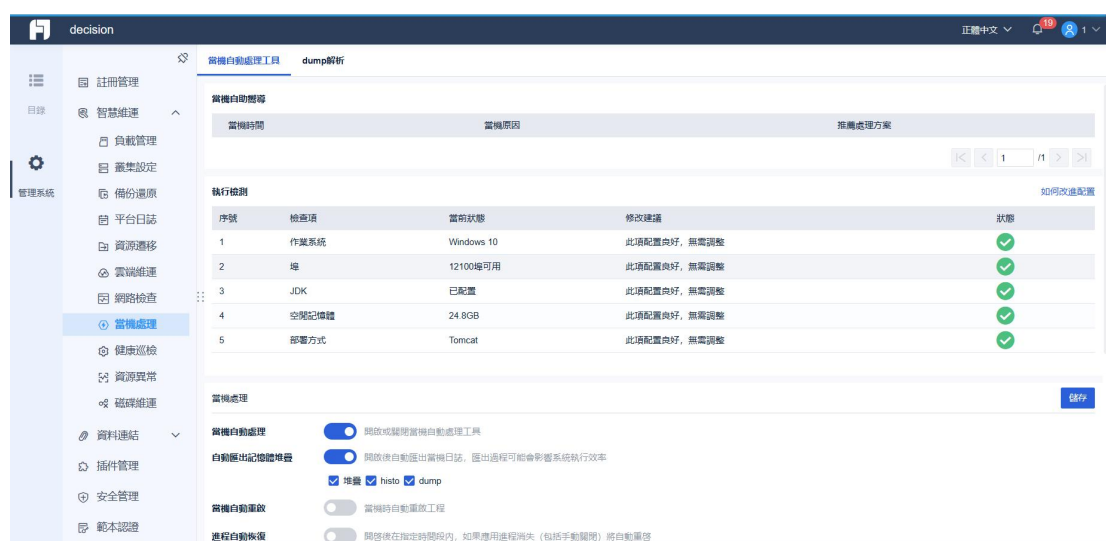 decision
正體中文
19
1
目錄
管理系統
註冊管理
智慧維運
負載管理
叢集設定
備份還原
平台日誌
資源遷移
雲端維運
網路檢查
當機處理
健康巡檢
資源異常
磁碟維運
資料連結
插件管理
安全管理
範本認證
當機自動處理工具 dump解析
當機自助嚮導
當機時間 當機原因 推薦處理方案
1 /1
執行檢測 如何改進配置
序號 檢查項 當前狀態 修改建議 狀態
1 作業系統 Windows 10 此項配置良好，無需調整
2 埠 12100埠可用 此項配置良好，無需調整
3 JDK 已配置 此項配置良好，無需調整
4 空閒記憶體 24.8GB 此項配置良好，無需調整
5 部署方式 Tomcat 此項配置良好，無需調整
當機處理 儲存
當機自動處理 開啟或關閉當機自動處理工具
自動匯出記憶體堆疊 開啟後自動匯出當機日誌，匯出過程可能會影響系統執行效率
堆疊 histo dump
當機自動重啟 當機時自動重啟工程
進程自動恢復 開啓後在指定時間段内，如果應用進程消失（包括手動關閉）將自動重啓